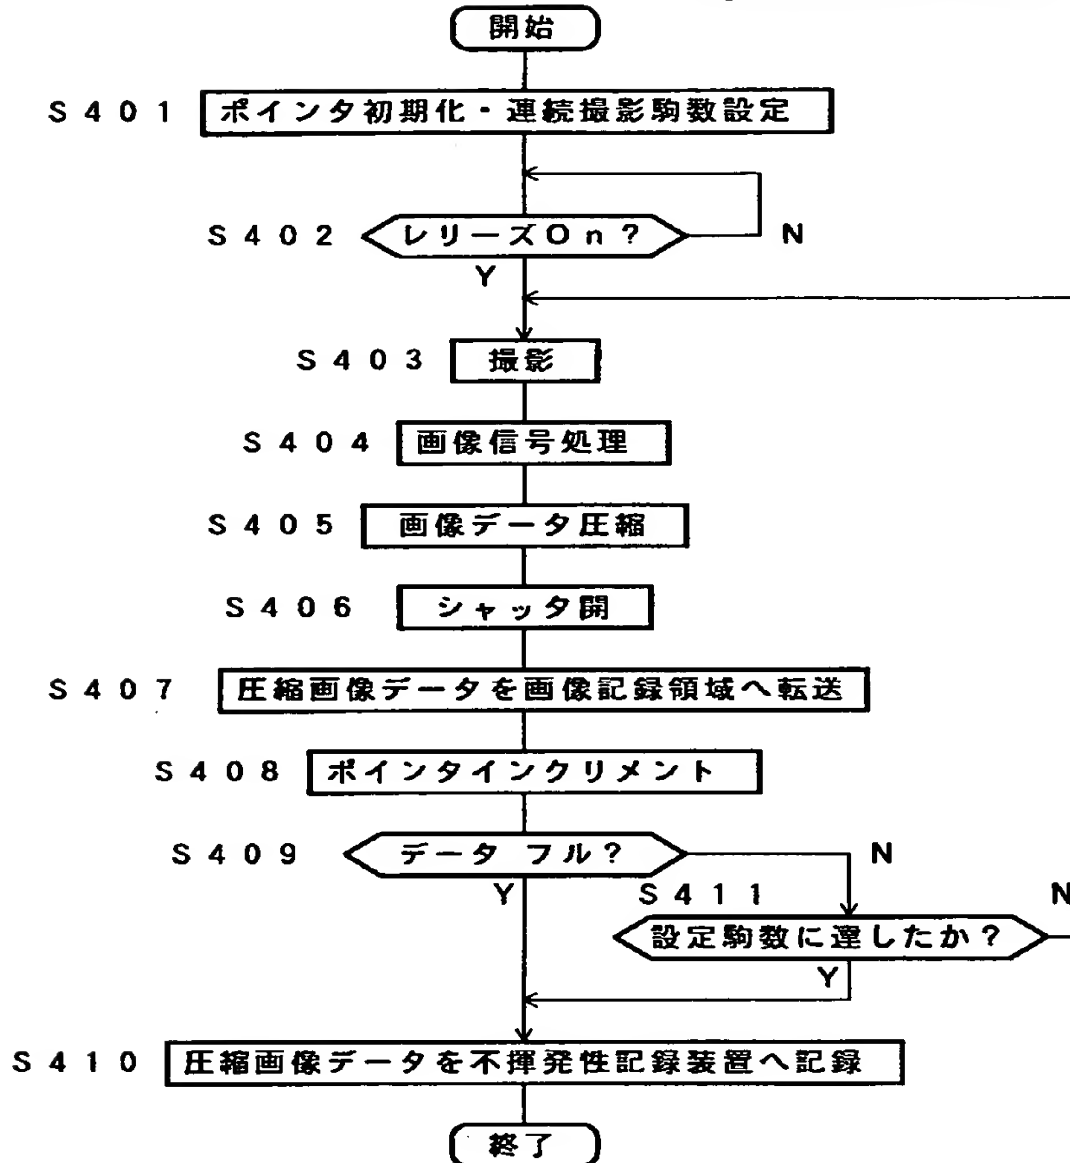 開始
S401 ポインタ初期化・連続撮影駒数設定
S402 レリーズOn? N
Y
S403 撮影
S404 画像信号処理
S405 画像データ圧縮
S406 シャッタ開
S407 圧縮画像データを画像記録領域へ転送
S408 ポインタインクリメント
S409 データ フル? N
Y S411 N
設定駒数に達したか?
Y
S410 圧縮画像データを不揮発性記録装置へ記録
終了